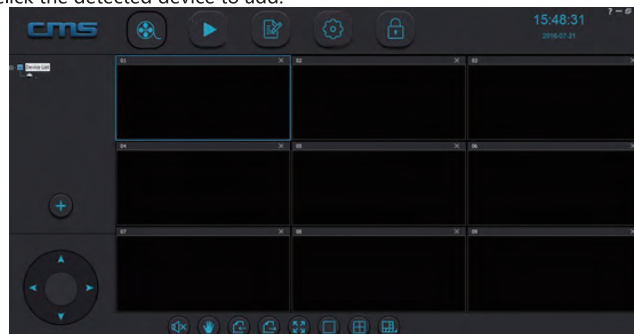 click the detected device to add.
cms
15:48:31
2016-07-21
? – 
Device List
01 × 02 × 03 ×
04 × 05 × 06 ×
07 × 08 × 09 ×